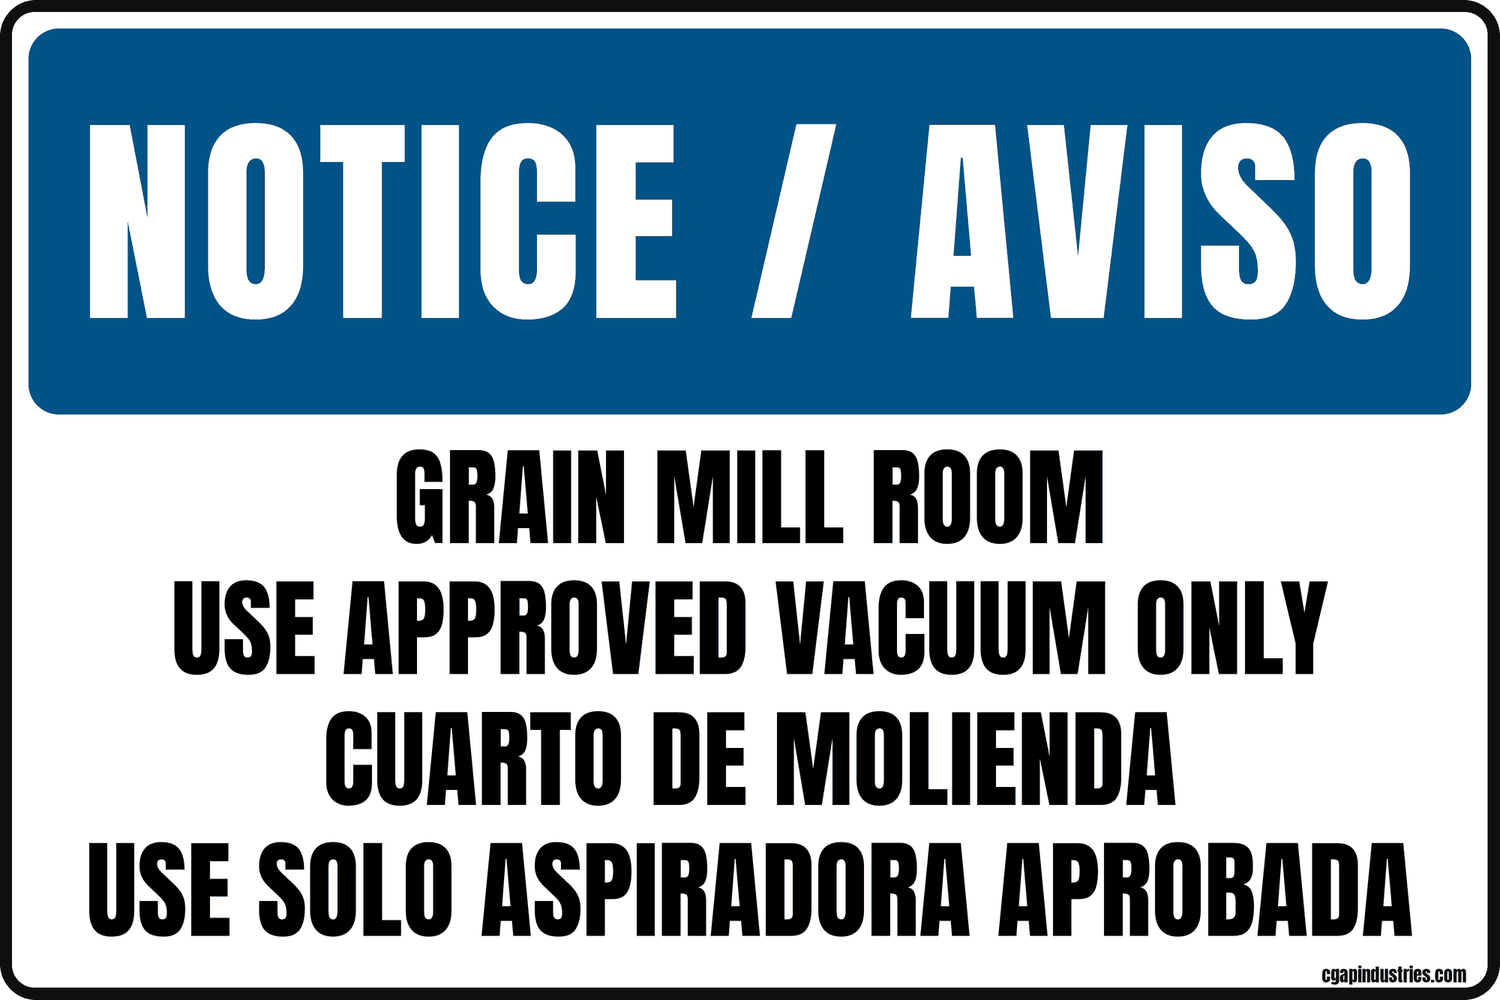 NOTICE / AVISO
GRAIN MILL ROOM
USE APPROVED VACUUM ONLY
CUARTO DE MOLIENDA
USE SOLO ASPIRADORA APROBADA
cgapindustries.com